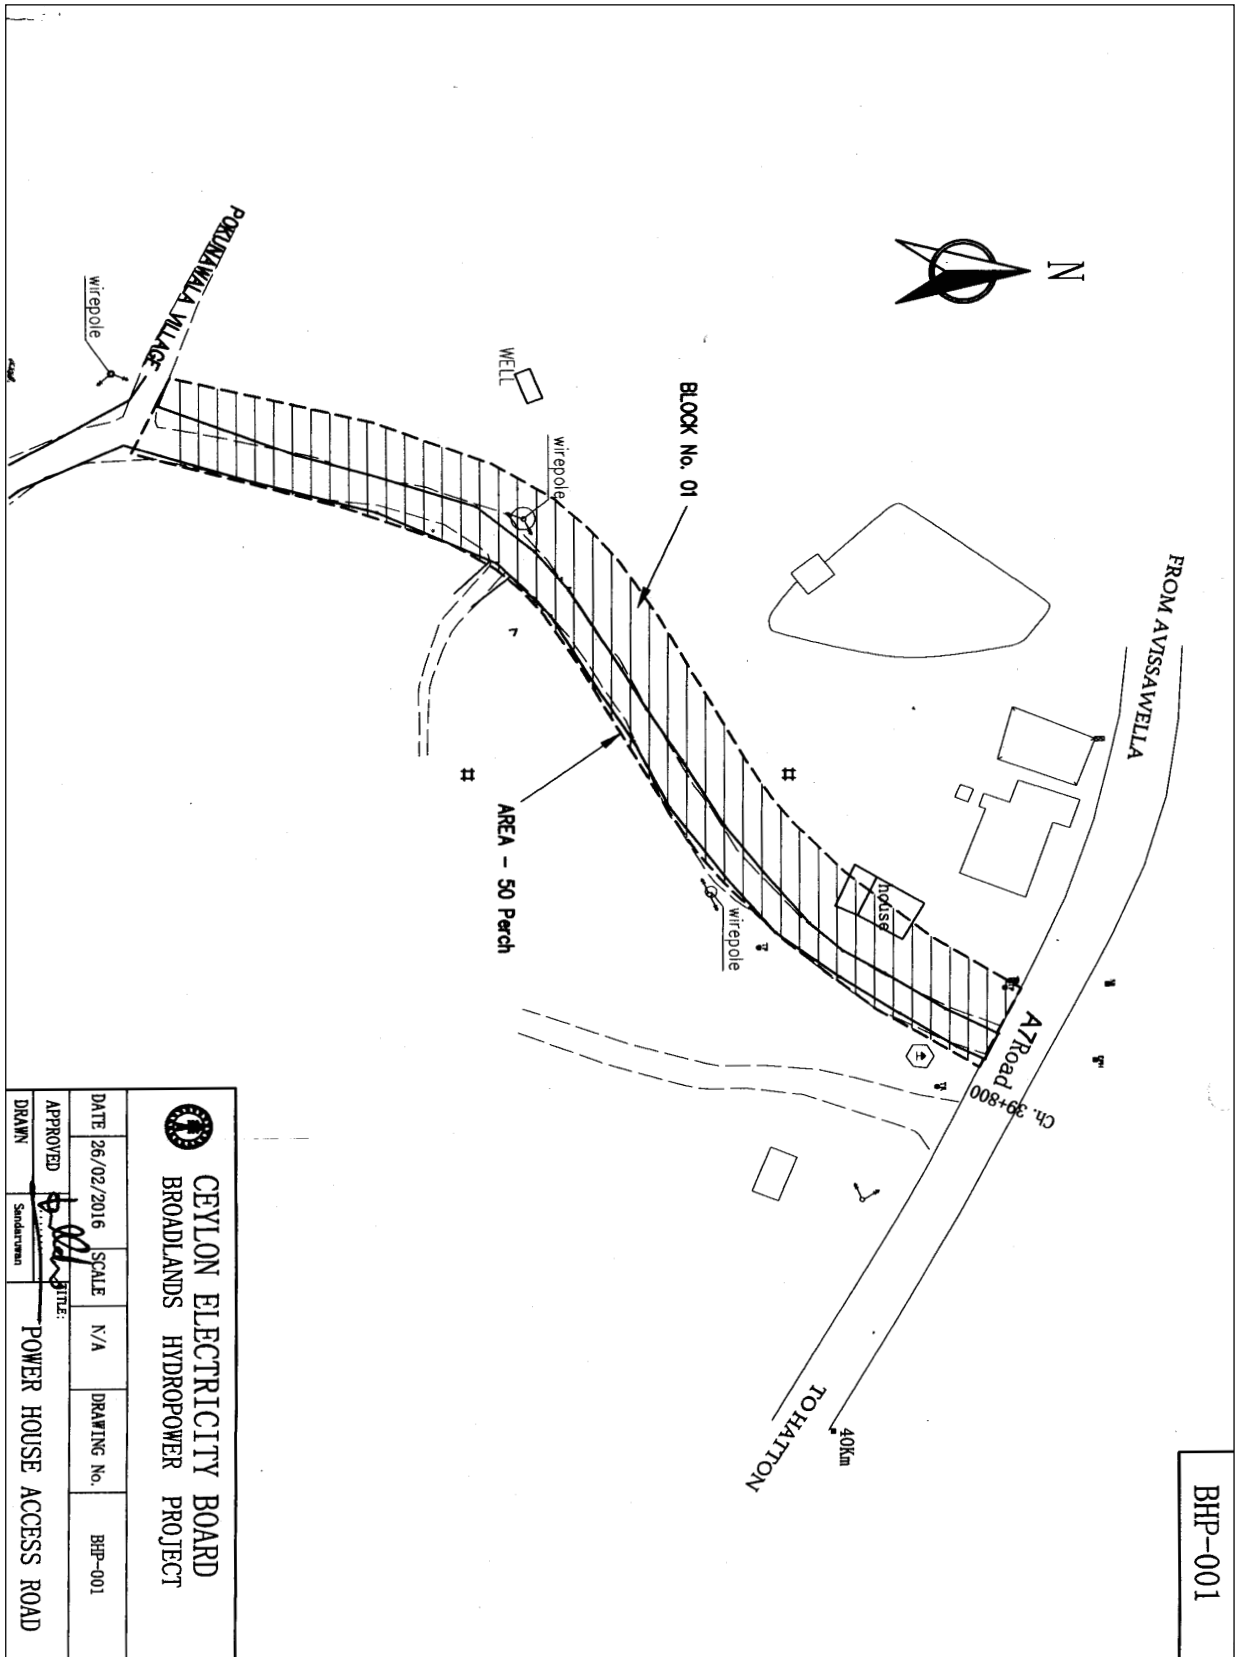 BHP-001
N
FROM AVISSAWELLA
A7Road
Ch. 39+800
40Km
TO HATTON
BLOCK No. 01
house
WELL
wirepole
wirepole
AREA - 50 Perch
POKUNAWALA VILLAGE
wirepole
CEYLON ELECTRICITY BOARD
BROADLANDS HYDROPOWER PROJECT
DATE 26/02/2016 SCALE N/A DRAWING No. BHP-001
APPROVED
TITLE:
POWER HOUSE ACCESS ROAD
DRAWN Sandaruwan